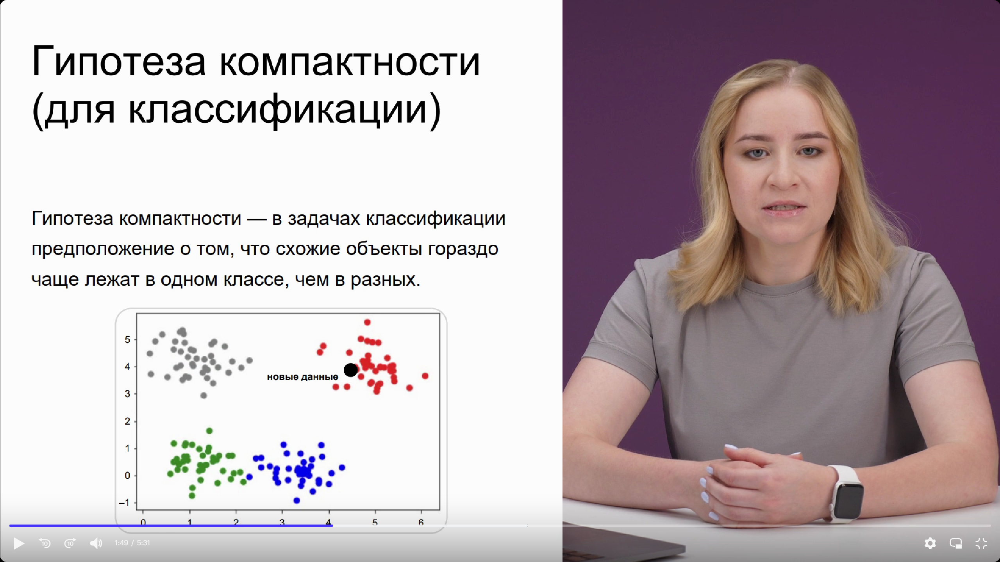 Гипотеза компактности
(для классификации)
Гипотеза компактности — в задачах классификации
предположение о том, что схожие объекты гораздо
чаще лежат в одном классе, чем в разных.
5
4
новые данные
3
2
1
0
–1
0 1 2 3 4 5 6
10 10 1:49 / 5:31